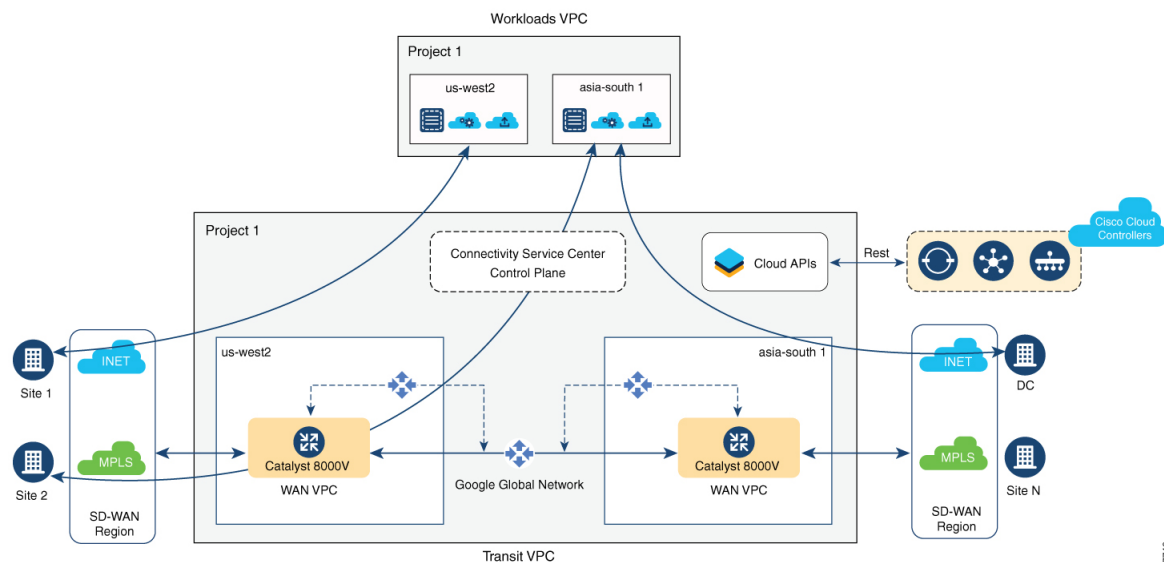 Workloads VPC
Project 1
us-west2
asia-south 1
Project 1
Connectivity Service Center
Control Plane
Cloud APIs
Rest
Cisco Cloud
Controllers
us-west2
asia-south 1
INET
Site 1
INET
DC
MPLS
Site 2
Catalyst 8000V
WAN VPC
Google Global Network
Catalyst 8000V
WAN VPC
MPLS
Site N
SD-WAN
Region
SD-WAN
Region
Transit VPC